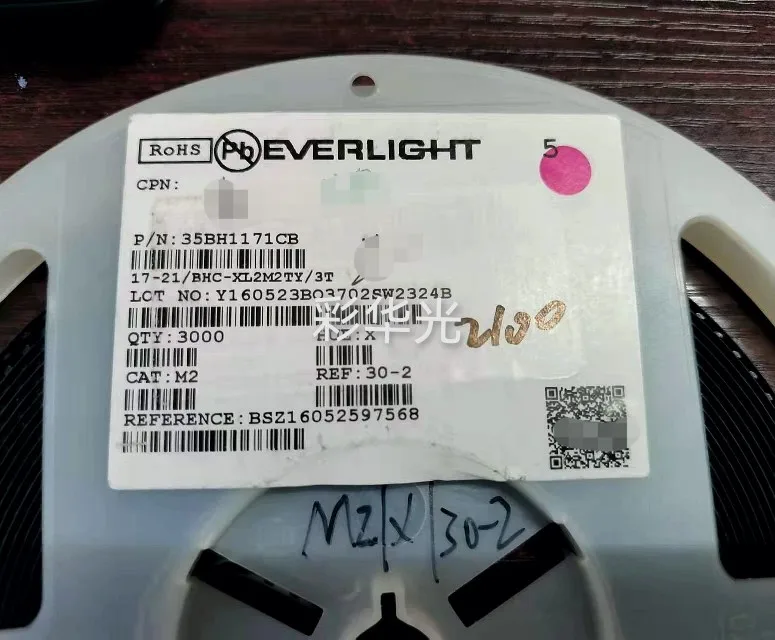 RoHS Pb EVERLIGHT 5
CPN:
P/N:35BH1171CB
17-21/BHC-XL2M2TY/3T
LOT NO:Y160523B03702SW2324B
彩华光
QTY:3000
X
CAT:M2 REF:30-2
REFERENCE:BSZ16052597568
M2/X/30-2